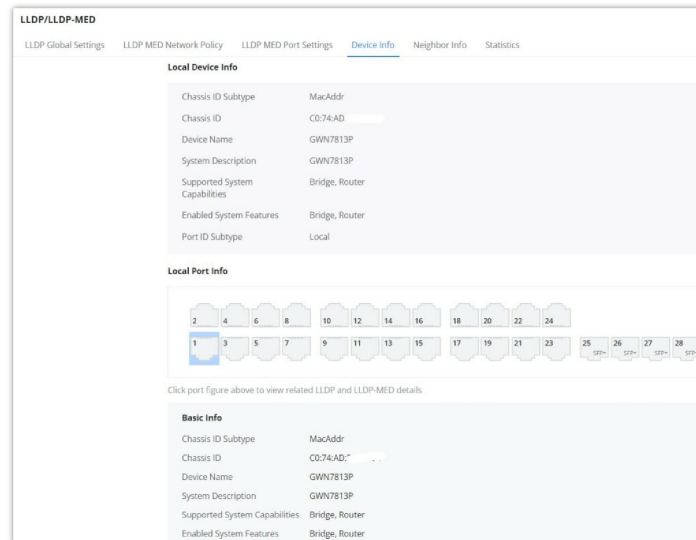 LLDP/LLDP-MED
LLDP Global Settings LLDP MED Network Policy LLDP MED Port Settings Device Info Neighbor Info Statistics
Local Device Info
Chassis ID Subtype MacAddr
Chassis ID C0:74:AD:
Device Name GWN7813P
System Description GWN7813P
Supported System Bridge, Router
Capabilities
Enabled System Features Bridge, Router
Port ID Subtype Local
Local Port Info
2 4 6 8 10 12 14 16 18 20 22 24
1 3 5 7 9 11 13 15 17 19 21 23 25 26 27 28
SFP+ SFP+ SFP+ SFP+
Click port figure above to view related LLDP and LLDP-MED details
Basic Info
Chassis ID Subtype MacAddr
Chassis ID C0:74:AD:
Device Name GWN7813P
System Description GWN7813P
Supported System Capabilities Bridge, Router
Enabled System Features Bridge, Router